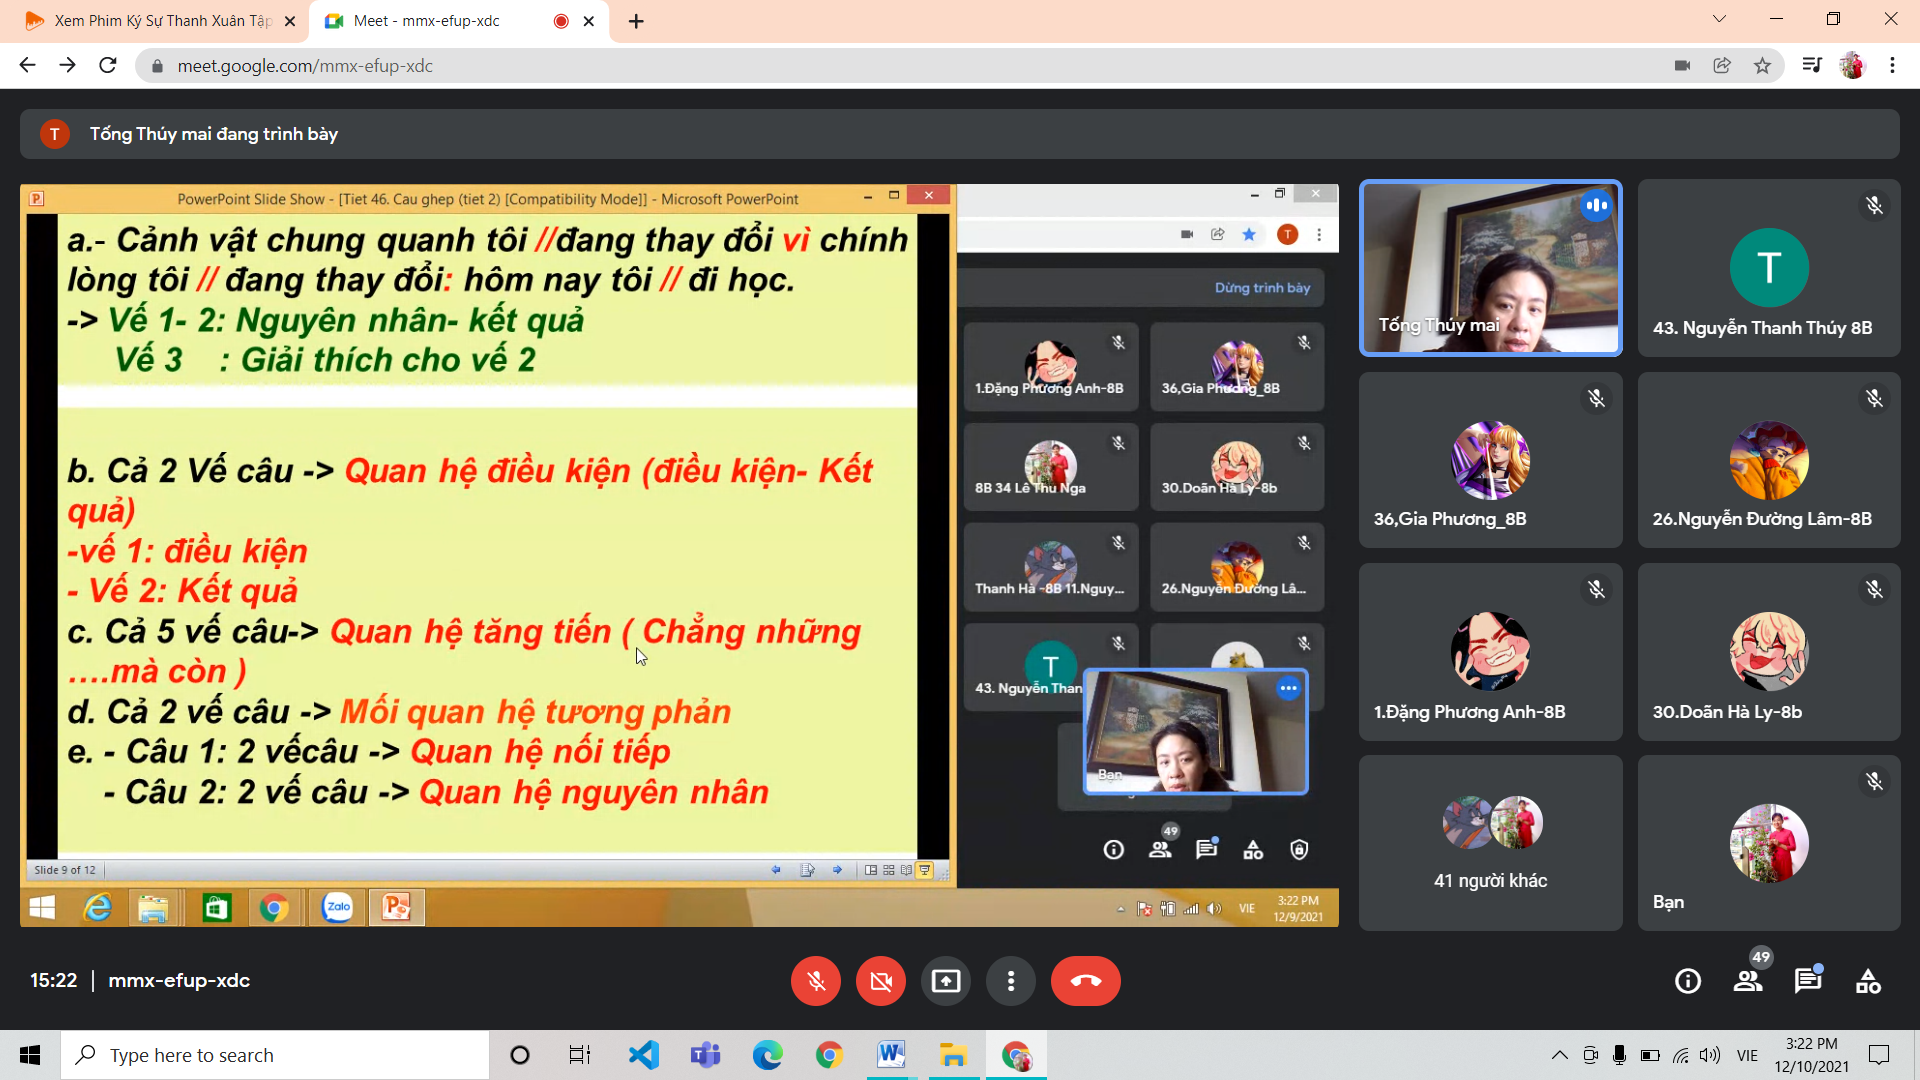 Xem Phim Ký Sự Thanh Xuân Tập
Meet - mmx-efup-xdc
meet.google.com/mmx-efup-xdc
T
Tống Thúy mai đang trình bày
PowerPoint Slide Show - [Tiet 46. Cau ghep (tiet 2) [Compatibility Mode]] - Microsoft PowerPoint
a.- Cảnh vật chung quanh tôi //đang thay đổi vì chính
lòng tôi // đang thay đổi: hôm nay tôi // đi học.
-> Vế 1- 2: Nguyên nhân- kết quả
Vế 3 : Giải thích cho vế 2
b. Cả 2 Vế câu -> Quan hệ điều kiện (điều kiện- Kết
quả)
-vế 1: điều kiện
- Vế 2: Kết quả
c. Cả 5 vế câu-> Quan hệ tăng tiến ( Chẳng những
....mà còn )
d. Cả 2 vế câu -> Mối quan hệ tương phản
e. - Câu 1: 2 vếcâu -> Quan hệ nối tiếp
- Câu 2: 2 vế câu -> Quan hệ nguyên nhân
Slide 9 of 12
T
Dừng trình bày
1.Đặng Phương Anh-8B
36,Gia Phương_8B
8B 34 Lê Thu Nga
30.Doãn Hà Ly-8b
Thanh Hà -8B 11.Nguy...
26.Nguyễn Đường Lâ...
T
43. Nguyễn Than
Bạn
49
Zalo
VIE
3:22 PM
12/9/2021
Tống Thúy mai
T
43. Nguyễn Thanh Thúy 8B
36,Gia Phương_8B
26.Nguyễn Đường Lâm-8B
1.Đặng Phương Anh-8B
30.Doãn Hà Ly-8b
41 người khác
Bạn
15:22 | mmx-efup-xdc
49
Type here to search
VIE
3:22 PM
12/10/2021